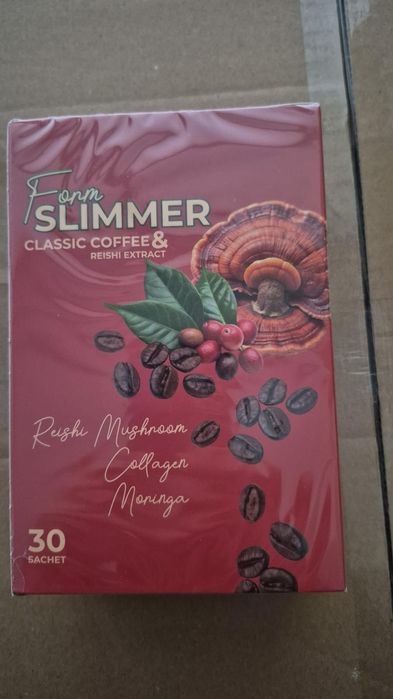 Form
SLIMMER
CLASSIC COFFEE &
REISHI EXTRACT
Reishi Mushroom
Collagen
Moringa
30
SACHET